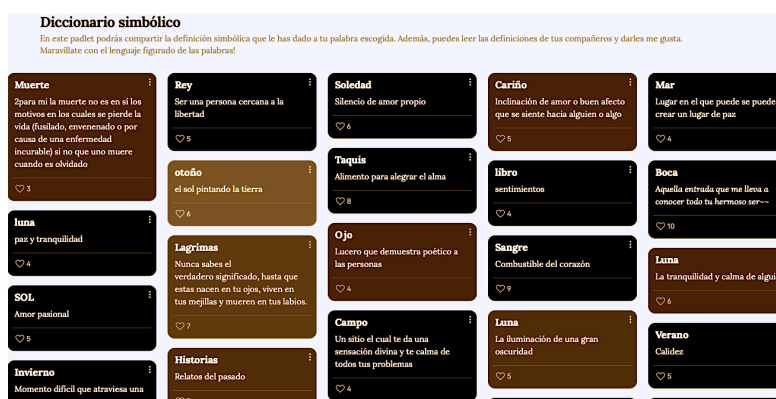 Diccionario simbólico
En este padlet podrás compartir la definición simbólica que le has dado a tu palabra escogida. Además, puedes leer las definiciones de tus compañeros y darles me gusta.
Maravillate con el lenguaje figurado de las palabras!
Muerte
2para mi la muerte no es en si los
motivos en los cuales se pierde la
vida (fusilado, envenenado o por
causa de una enfermedad
incurable) si no que uno muere
cuando es olvidado
3
luna
paz y tranquilidad
4
SOL
Amor pasional
5
Invierno
Momento difícil que atraviesa una
Rey
Ser una persona cercana a la
libertad
5
otoño
el sol pintando la tierra
6
Lagrimas
Nunca sabes el
verdadero significado, hasta que
estas nacen en tu ojos, viven en
tus mejillas y mueren en tus labios.
7
Historias
Relatos del pasado
Soledad
Silencio de amor propio
6
Taquis
Alimento para alegrar el alma
8
Ojo
Lucero que demuestra poético a
las personas
4
Campo
Un sitio el cual te da una
sensación divina y te calma de
todos tus problemas
4
Cariño
Inclinación de amor o buen afecto
que se siente hacia alguien o algo
5
libro
sentimientos
4
Sangre
Combustible del corazón
9
Luna
La iluminación de una gran
oscuridad
5
Mar
Lugar en el que puede se puede
crear un lugar de paz
4
Boca
Aquella entrada que me lleva a
conocer todo tu hermoso ser~~
10
Luna
La tranquilidad y calma de algui
6
Verano
Calidez
5